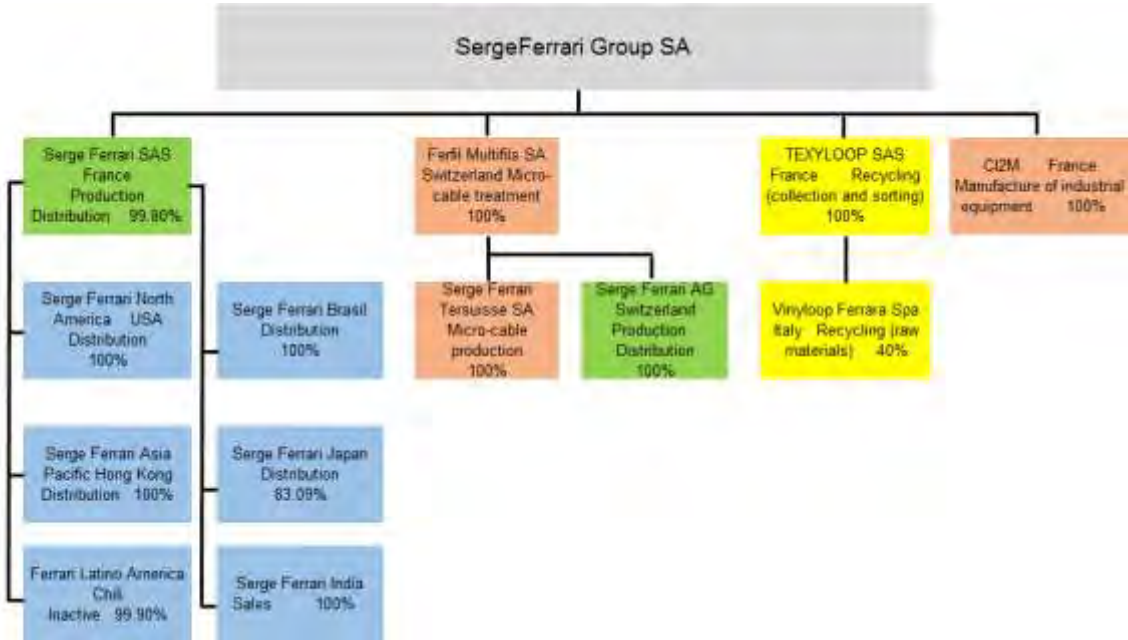 SergeFerrari Group SA
Serge Ferrari SAS
France
Production
Distribution 99.80%
Ferfil Multifils SA
Switzerland Micro-
cable treatment
100%
TEXYLOOP SAS
France Recycling
(collection and sorting)
100%
CI2M France
Manufacture of industrial
equipment 100%
Serge Ferrari North
America USA
Distribution
100%
Serge Ferrari Brasil
Distribution
100%
Serge Ferrari
Tersuisse SA
Micro-cable
production
100%
Serge Ferrari AG
Switzerland
Production
Distribution
100%
Vinyloop Ferrara Spa
Italy Recycling (raw
materials) 40%
Serge Ferrari Asia
Pacific Hong Kong
Distribution 100%
Serge Ferrari Japan
Distribution
83.09%
Ferrari Latino America
Chili
Inactive 99.90%
Serge Ferrari India
Sales 100%